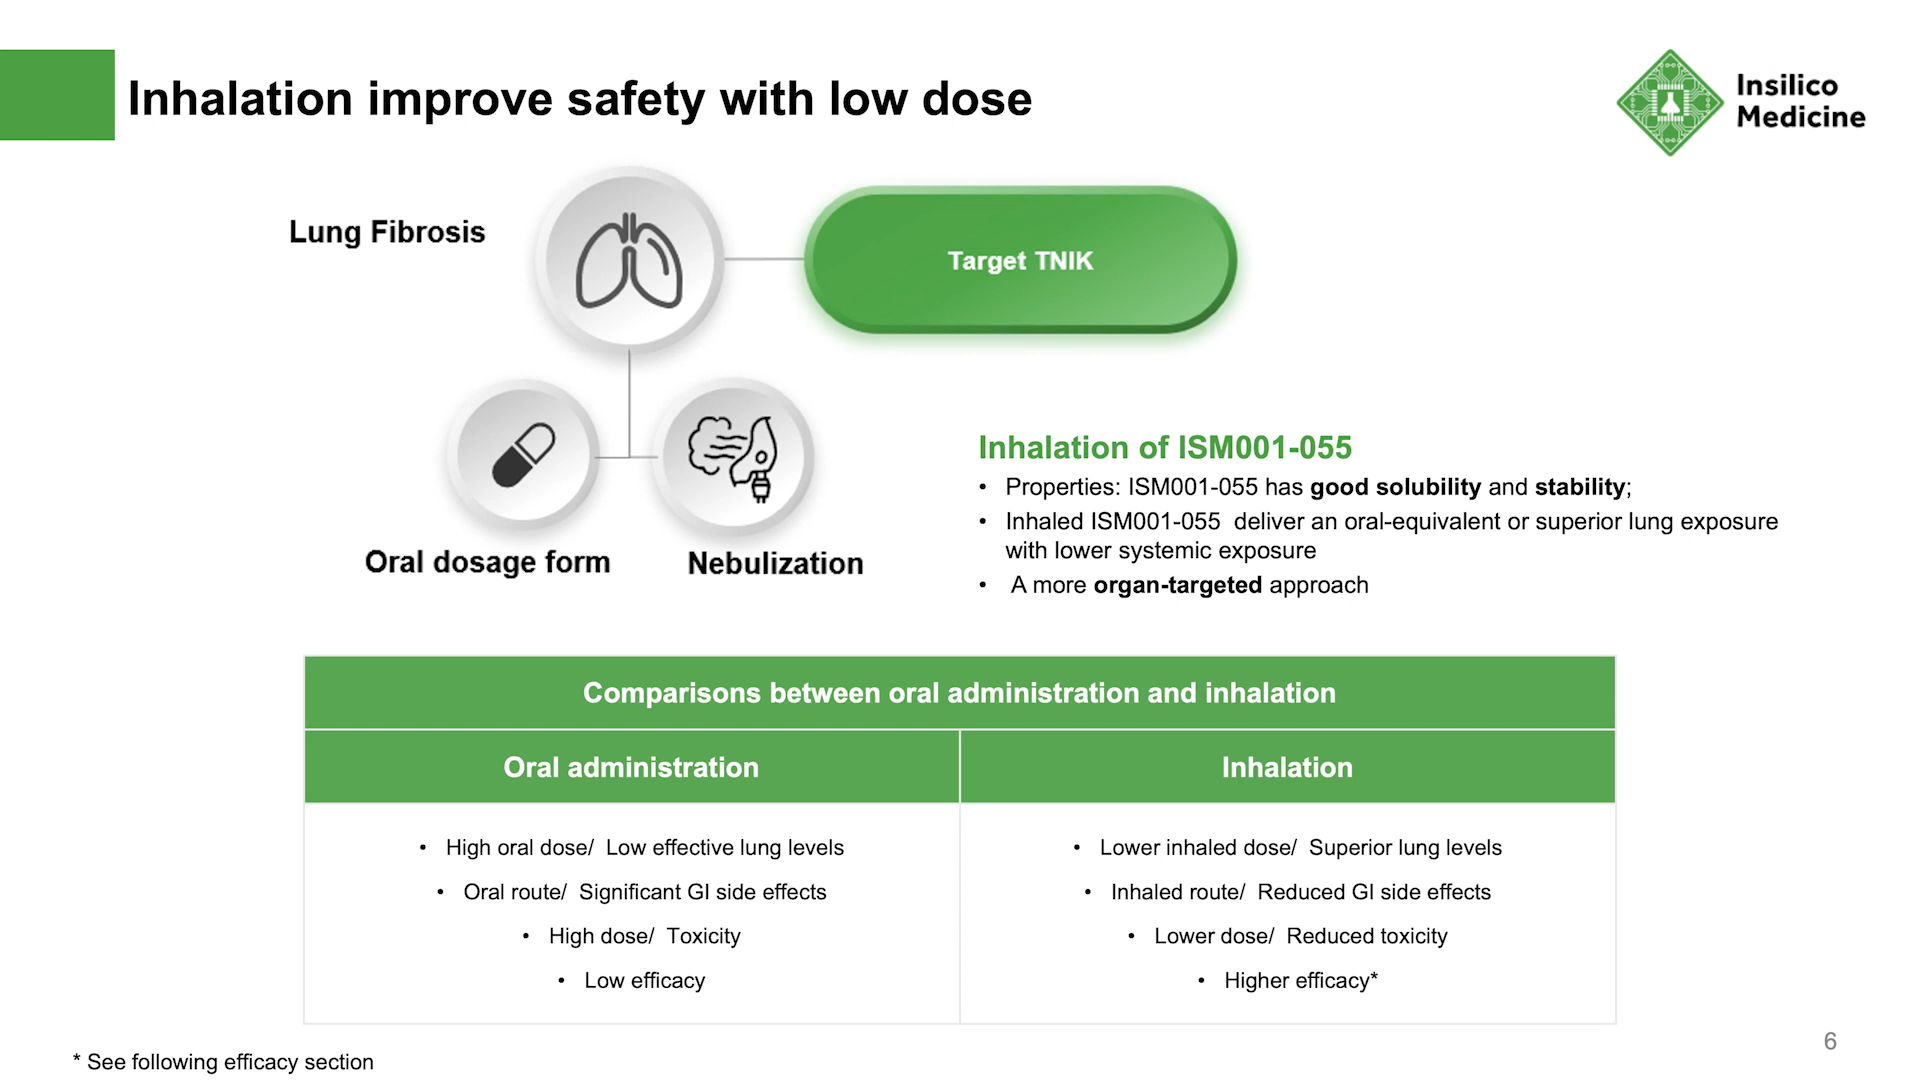 Inhalation improve safety with low dose
Insilico
Medicine
Lung Fibrosis
Target TNIK
Oral dosage form
Nebulization
Inhalation of ISM001-055
• Properties: ISM001-055 has good solubility and stability;
• Inhaled ISM001-055 deliver an oral-equivalent or superior lung exposure
with lower systemic exposure
• A more organ-targeted approach
Comparisons between oral administration and inhalation
Oral administration
Inhalation
• High oral dose/ Low effective lung levels
• Oral route/ Significant GI side effects
• High dose/ Toxicity
• Low efficacy
• Lower inhaled dose/ Superior lung levels
• Inhaled route/ Reduced GI side effects
• Lower dose/ Reduced toxicity
• Higher efficacy*
* See following efficacy section
6